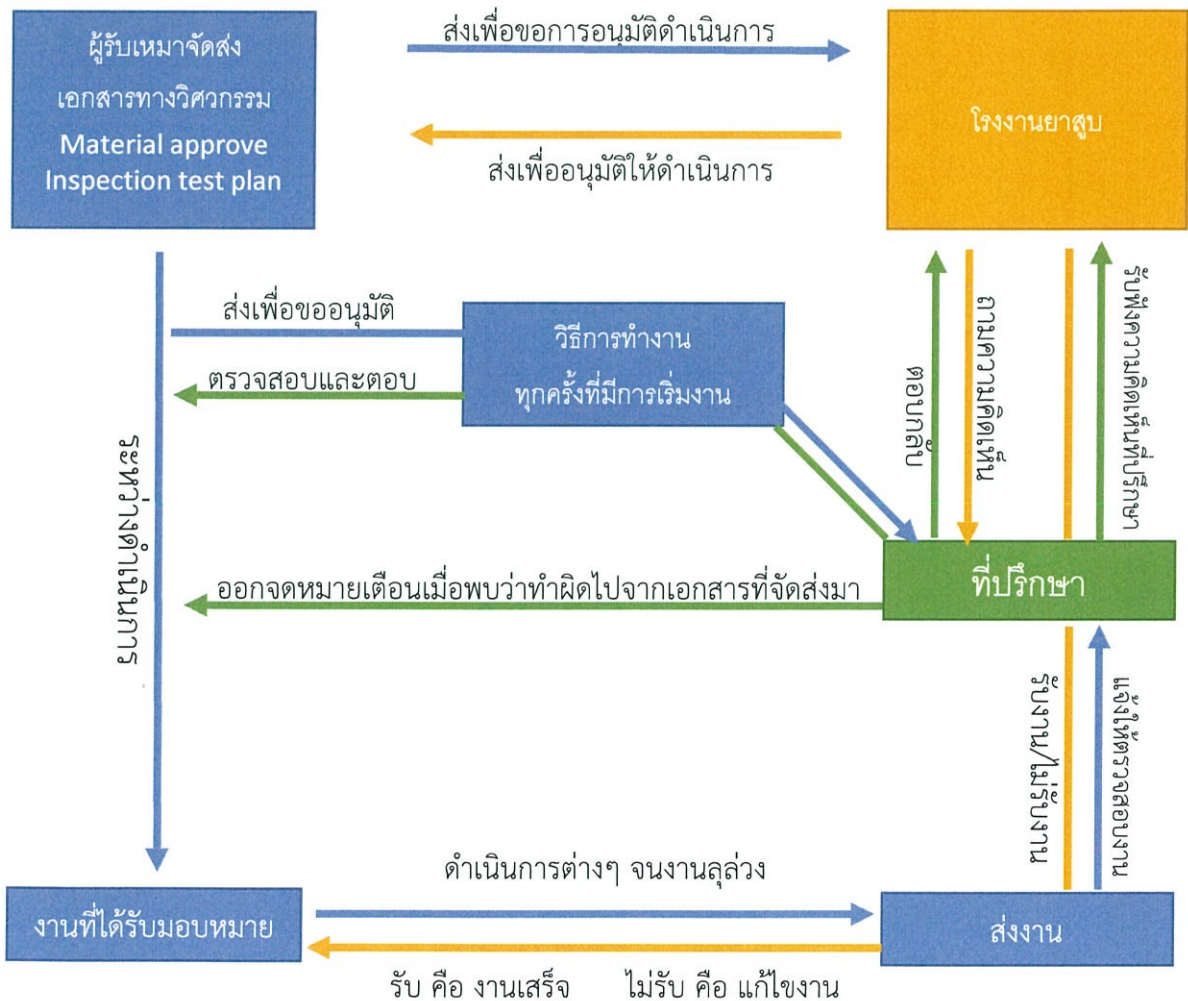 ผู้รับเหมาจัดส่ง
เอกสารทางวิศวกรรม
Material approve
Inspection test plan
ส่งเพื่อขอการอนุมัติดำเนินการ
ส่งเพื่ออนุมัติให้ดำเนินการ
โรงงานยาสูบ
ส่งเพื่อขออนุมัติ
ตรวจสอบและตอบ
วิธีการทำงาน
ทุกครั้งที่มีการเริ่มงาน
ตอบกลับ
ถามความคิดเห็น
รับฟังความคิดเห็นที่ปรึกษา
ระหว่างดำเนินการ
ออกจดหมายเตือนเมื่อพบว่าทำผิดไปจากเอกสารที่จัดส่งมา
ที่ปรึกษา
รับงาน/ไม่รับงาน
แจ้งให้ตรวจสอบงาน
ดำเนินการต่างๆ จนงานลุล่วง
งานที่ได้รับมอบหมาย
ส่งงาน
รับ คือ งานเสร็จ ไม่รับ คือ แก้ไขงาน